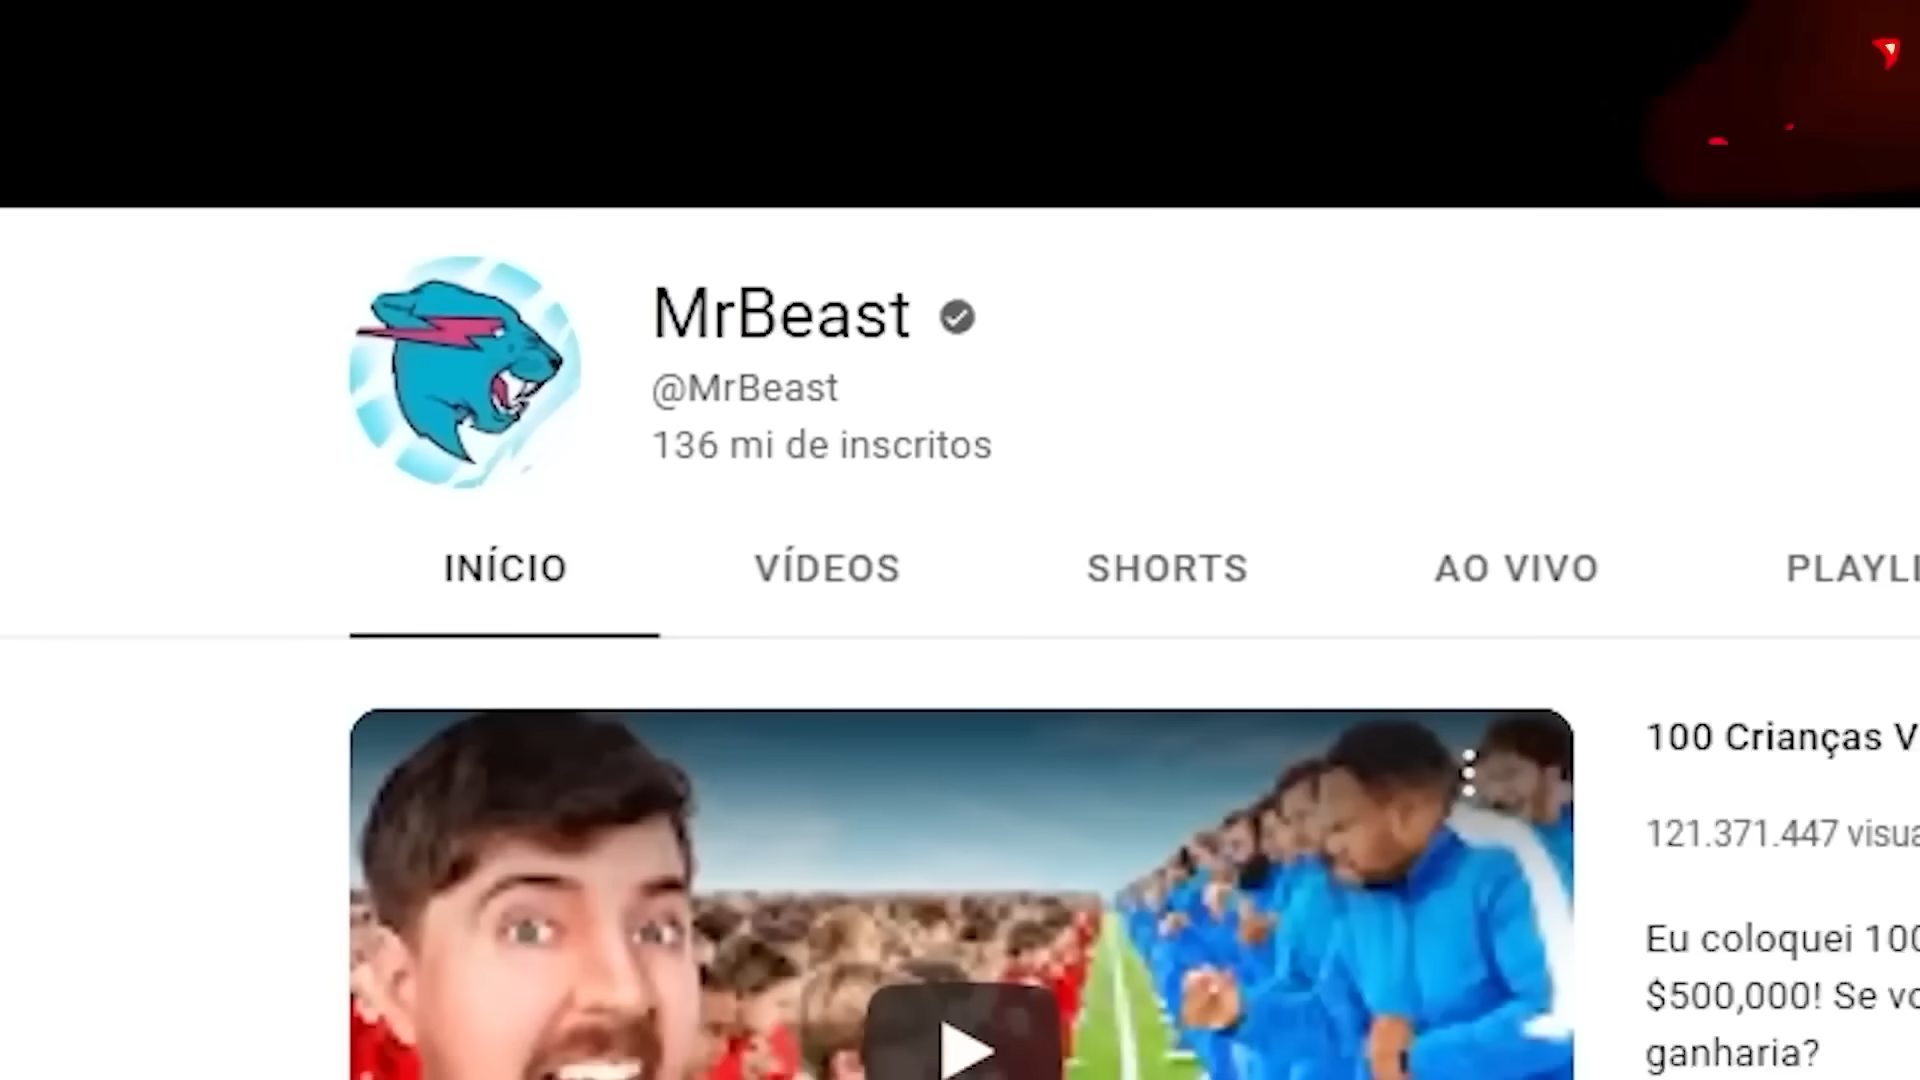 MrBeast
@MrBeast
136 mi de inscritos
INÍCIO VÍDEOS SHORTS AO VIVO
100 Crianças
121.371.447
Eu coloquei
$500,000! Se
ganharia?